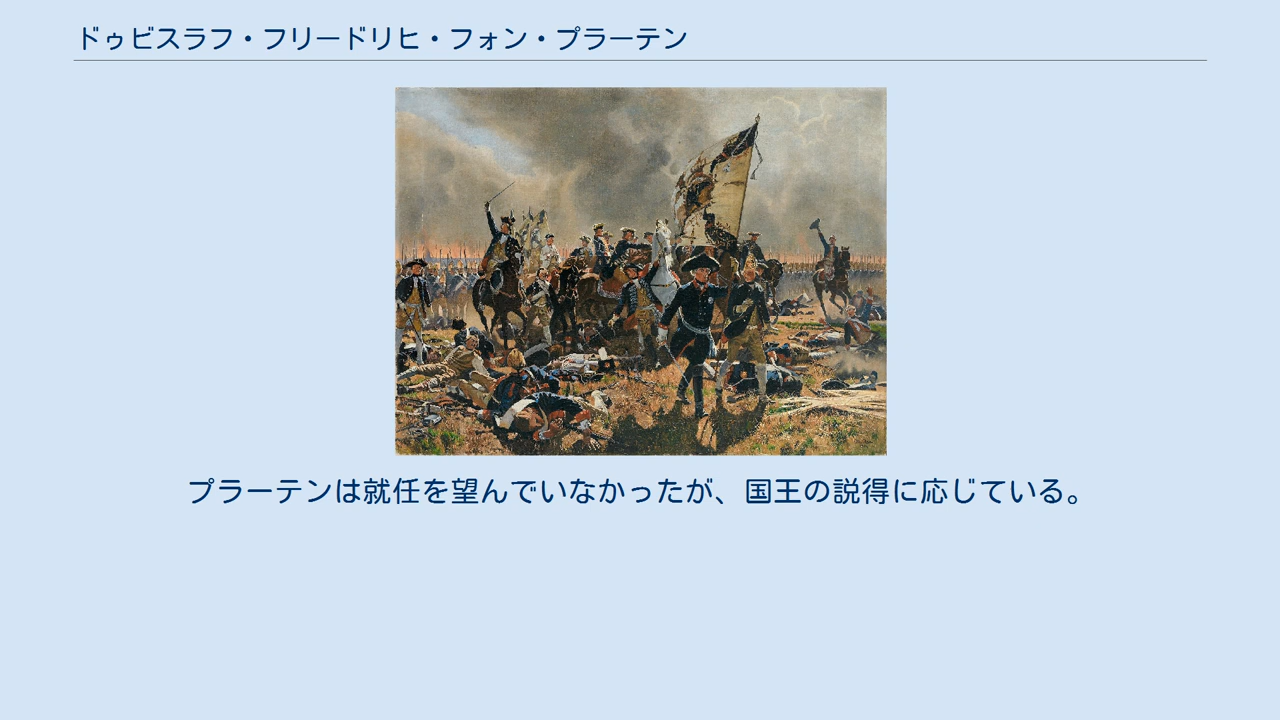 ドゥビスラフ・フリードリヒ・フォン・プラーテン
プラーテンは就任を望んでいなかったが、国王の説得に応じている。